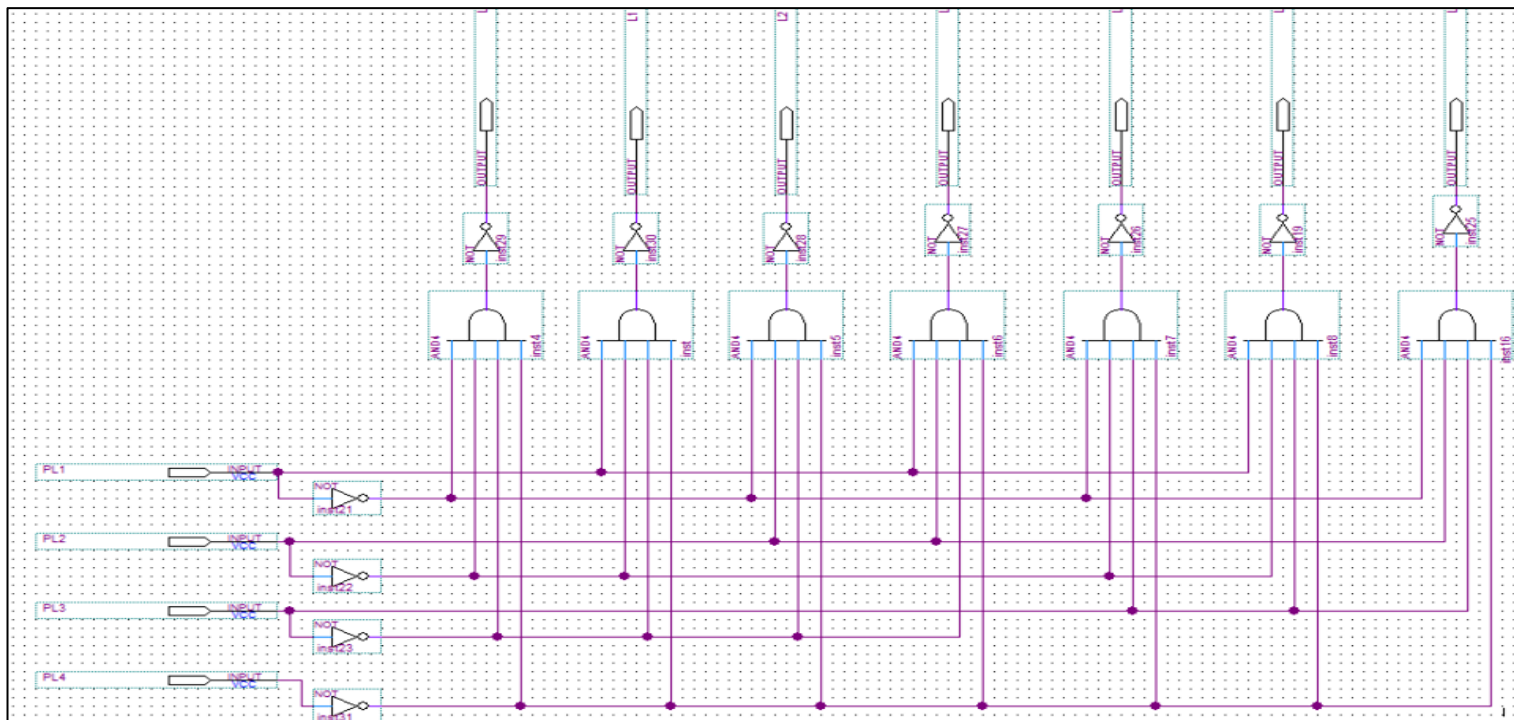 L1
L2
OUTPUT
OUTPUT
OUTPUT
OUTPUT
OUTPUT
OUTPUT
OUTPUT
NOT
inst29
NOT
inst30
NOT
inst28
NOT
inst27
NOT
inst26
NOT
inst19
NOT
inst25
AND4
inst4
AND4
inst
AND4
inst5
AND4
inst6
AND4
inst7
AND4
inst8
AND4
inst16
PL1
INPUT
VCC
NOT
inst21
PL2
INPUT
VCC
NOT
inst22
PL3
INPUT
VCC
NOT
inst23
PL4
INPUT
VCC
NOT
inst31